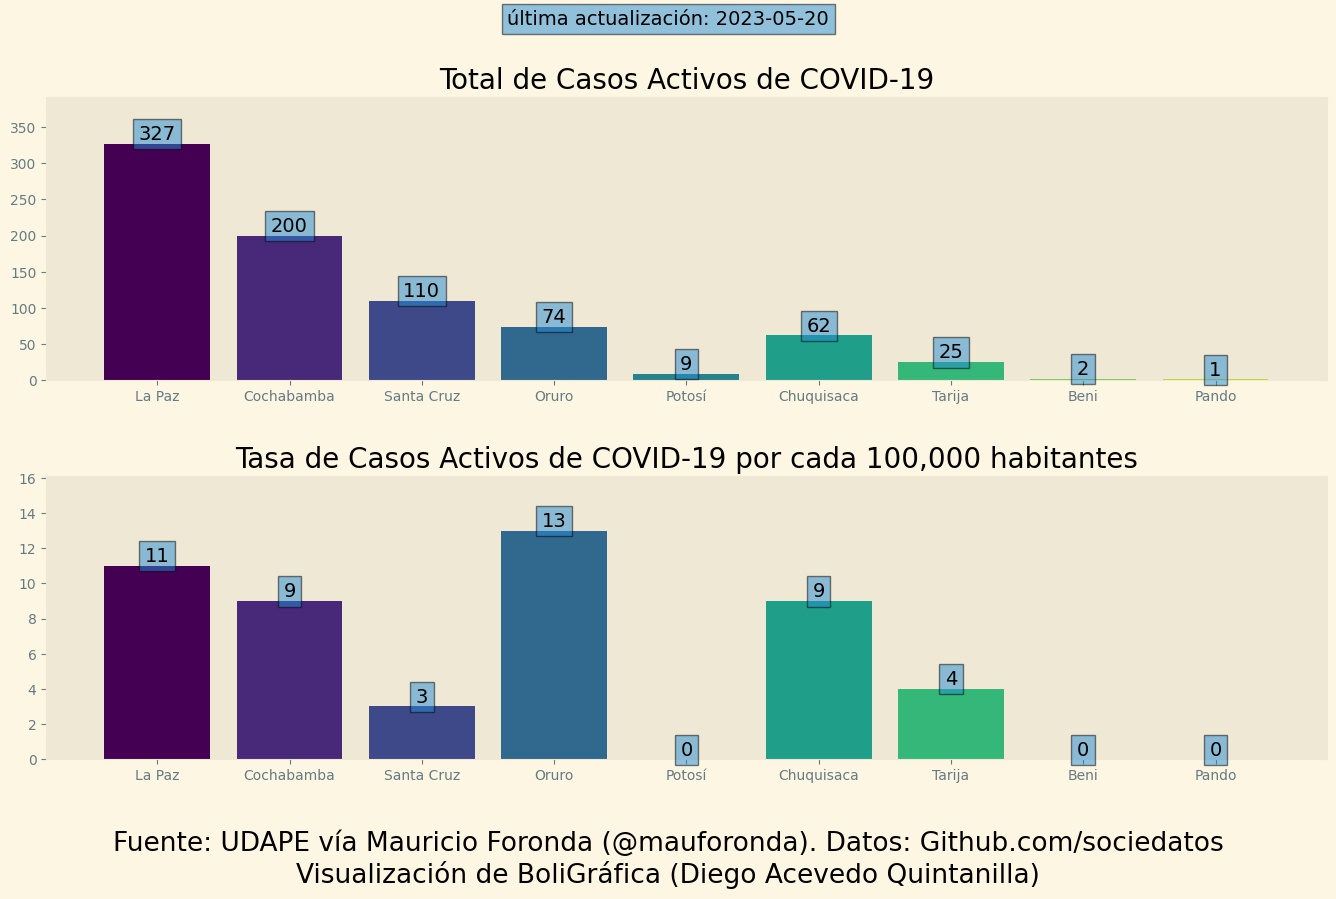 última actualización: 2023-05-20
Total de Casos Activos de COVID-19
350
300
250
200
150
100
50
0
327
200
110
74
9
62
25
2
1
La Paz
Cochabamba
Santa Cruz
Oruro
Potosí
Chuquisaca
Tarija
Beni
Pando
Tasa de Casos Activos de COVID-19 por cada 100,000 habitantes
16
14
12
10
8
6
4
2
0
11
9
3
13
0
9
4
0
0
La Paz
Cochabamba
Santa Cruz
Oruro
Potosí
Chuquisaca
Tarija
Beni
Pando
Fuente: UDAPE vía Mauricio Foronda (@mauforonda). Datos: Github.com/sociedatos
Visualización de BoliGráfica (Diego Acevedo Quintanilla)